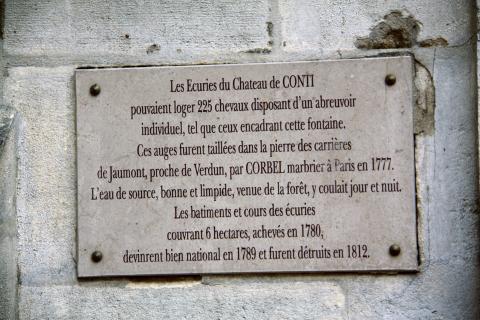 Les Ecuries du Chateau de CONTI
pouvaient loger 225 chevaux disposant d'un abreuvoir
individuel, tel que ceux encadrant cette fontaine.
Ces auges furent taillées dans la pierre des carrières
de Jaumont, proche de Verdun, par CORBEL marbrier à Paris en 1777.
L'eau de source, bonne et limpide, venue de la forêt, y coulait jour et nuit.
Les batiments et cours des écuries
couvrant 6 hectares, achevés en 1780,
devinrent bien national en 1789 et furent détruits en 1812.